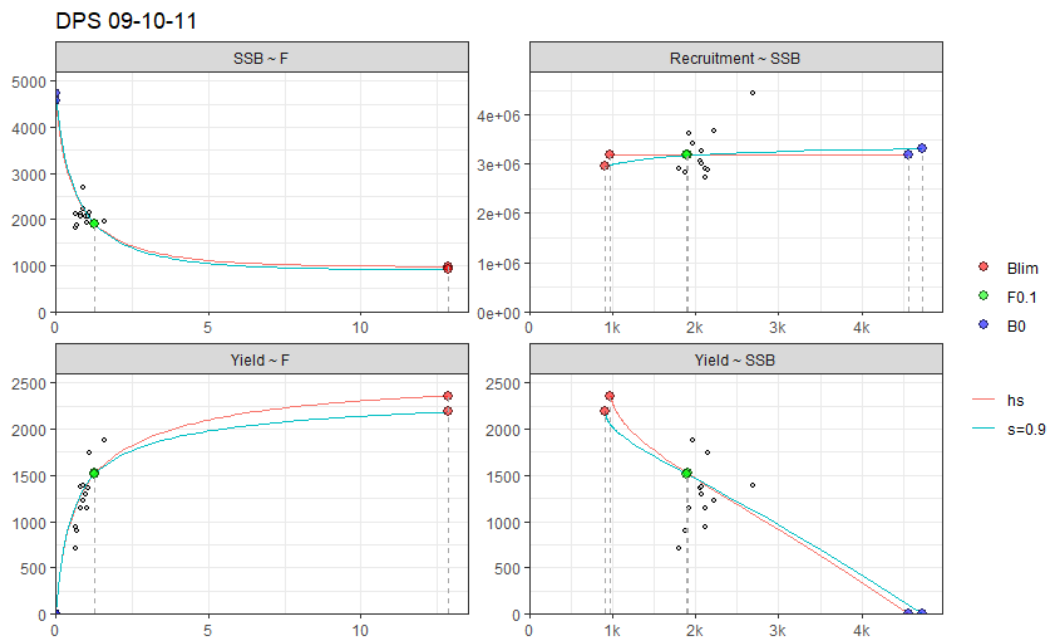 DPS 09-10-11
SSB ~ F
Recruitment ~ SSB
5000
4000
3000
2000
1000
0
0
5
10
4e+06
3e+06
2e+06
1e+06
0e+00
0
1k
2k
3k
4k
Yield ~ F
Yield ~ SSB
2500
2000
1500
1000
500
0
0
5
10
2500
2000
1500
1000
500
0
0
1k
2k
3k
4k
Blim
F0.1
B0
hs
s=0.9